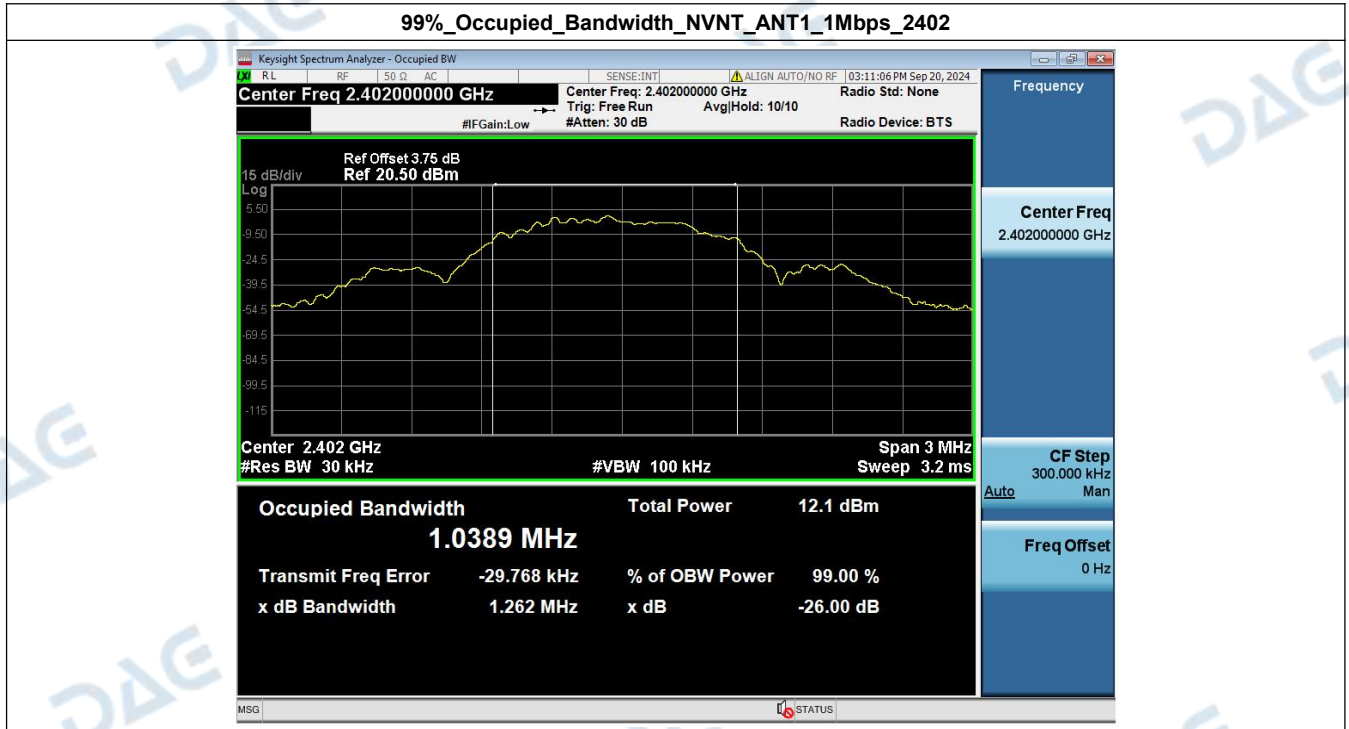 99%_Occupied_Bandwidth_NVNT_ANT1_1Mbps_2402
Keysight Spectrum Analyzer - Occupied BW
LXI RL RF 50 Ω AC SENSE:INT ALIGN AUTO/NO RF 03:11:06 PM Sep 20, 2024
Center Freq 2.402000000 GHz
Center Freq: 2.402000000 GHz
Radio Std: None
Trig: Free Run Avg|Hold: 10/10
#IFGain:Low
#Atten: 30 dB
Radio Device: BTS
Ref Offset 3.75 dB
15 dB/div Ref 20.50 dBm
Log
5.50
-9.50
-24.5
-39.5
-54.5
-69.5
-84.5
-99.5
-115
Center 2.402 GHz Span 3 MHz
#Res BW 30 kHz #VBW 100 kHz Sweep 3.2 ms
Occupied Bandwidth Total Power 12.1 dBm
1.0389 MHz
Transmit Freq Error -29.768 kHz % of OBW Power 99.00 %
x dB Bandwidth 1.262 MHz x dB -26.00 dB
MSG STATUS
Frequency
Center Freq
2.402000000 GHz
CF Step
300.000 kHz
Auto Man
Freq Offset
0 Hz
DAE
DAE
DAE
DAE